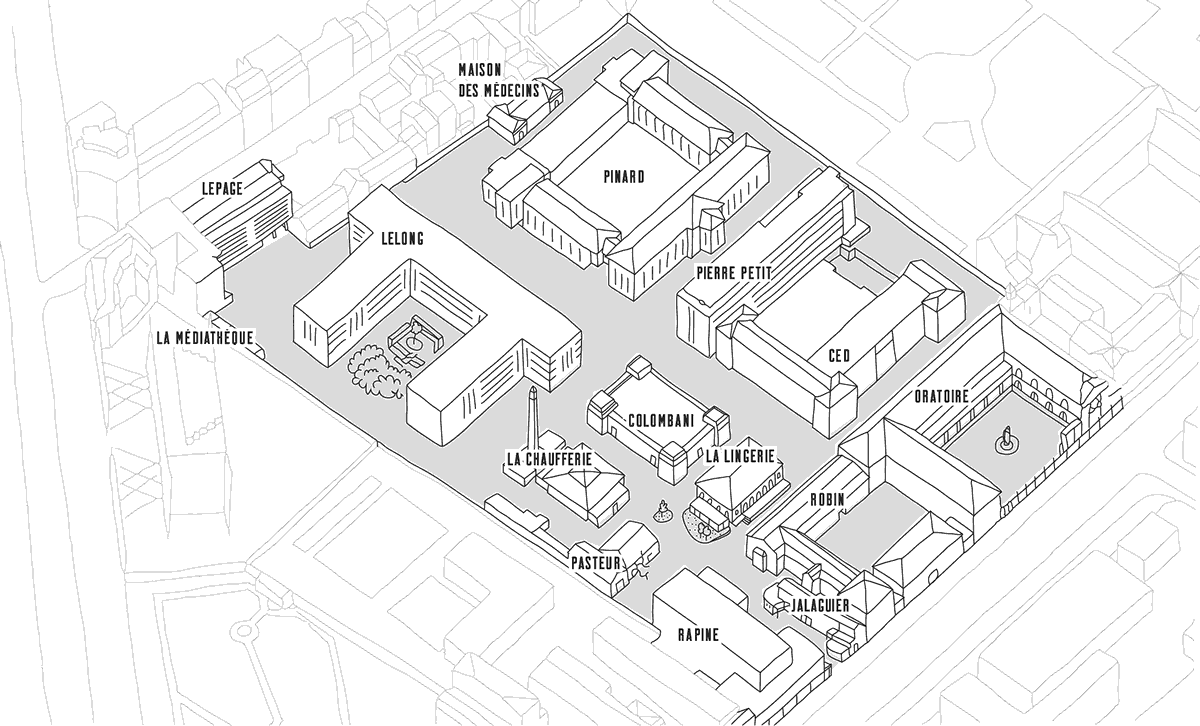 MAISON
DES MÉDECINS
PINARD
LEPAGE
LELONG
PIERRE PETIT
LA MÉDIATHÈQUE
CED
ORATOIRE
COLOMBANI
LA LINGERIE
LA CHAUFFERIE
ROBIN
PASTEUR
JALAGUIER
RAPINE